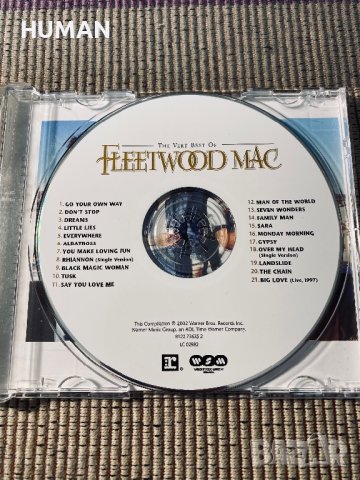 HUMAN
The Very Best Of
FLEETWOOD MAC
1. GO YOUR OWN WAY
2. DON'T STOP
3. DREAMS
4. LITTLE LIES
5. EVERYWHERE
6. ALBATROSS
7. YOU MAKE LOVING FUN
8. RHIANNON (Single Version)
9. BLACK MAGIC WOMAN
10. TUSK
11. SAY YOU LOVE ME
12. MAN OF THE WORLD
13. SEVEN WONDERS
14. FAMILY MAN
15. SARA
16. MONDAY MORNING
17. GYPSY
18. OVER MY HEAD
(Single Version)
19. LANDSLIDE
20. THE CHAIN
21. BIG LOVE (Live, 1997)
This Compilation ℗ 2002 Warner Bros. Records Inc.
Warner Music Group, an AOL Time Warner Company.
8122 73635 2
LC 02982
r
WSM